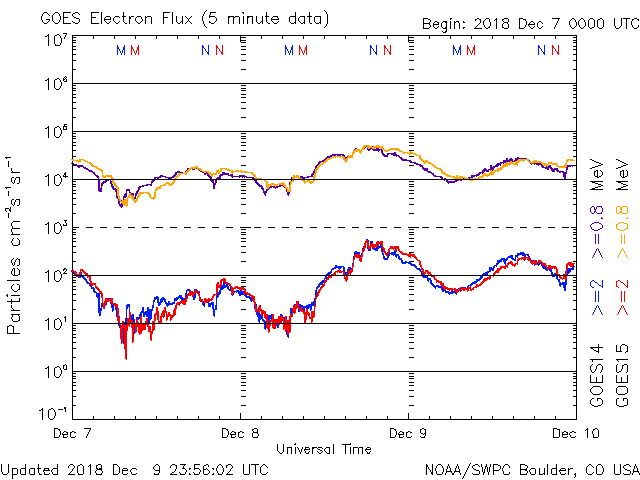 GOES Electron Flux (5 minute data)
Begin: 2018 Dec 7 0000 UTC
10⁷
M M N N M M N N M M N N
10⁶
10⁵
10⁴
10³
10²
10¹
10⁰
10⁻¹
Particles cm⁻²s⁻¹sr⁻¹
Dec 7 Dec 8 Dec 9 Dec 10
Universal Time
GOES14 >=2 >=0.8 MeV
GOES15 >=2 >=0.8 MeV
Updated 2018 Dec 9 23:56:02 UTC
NOAA/SWPC Boulder, CO USA